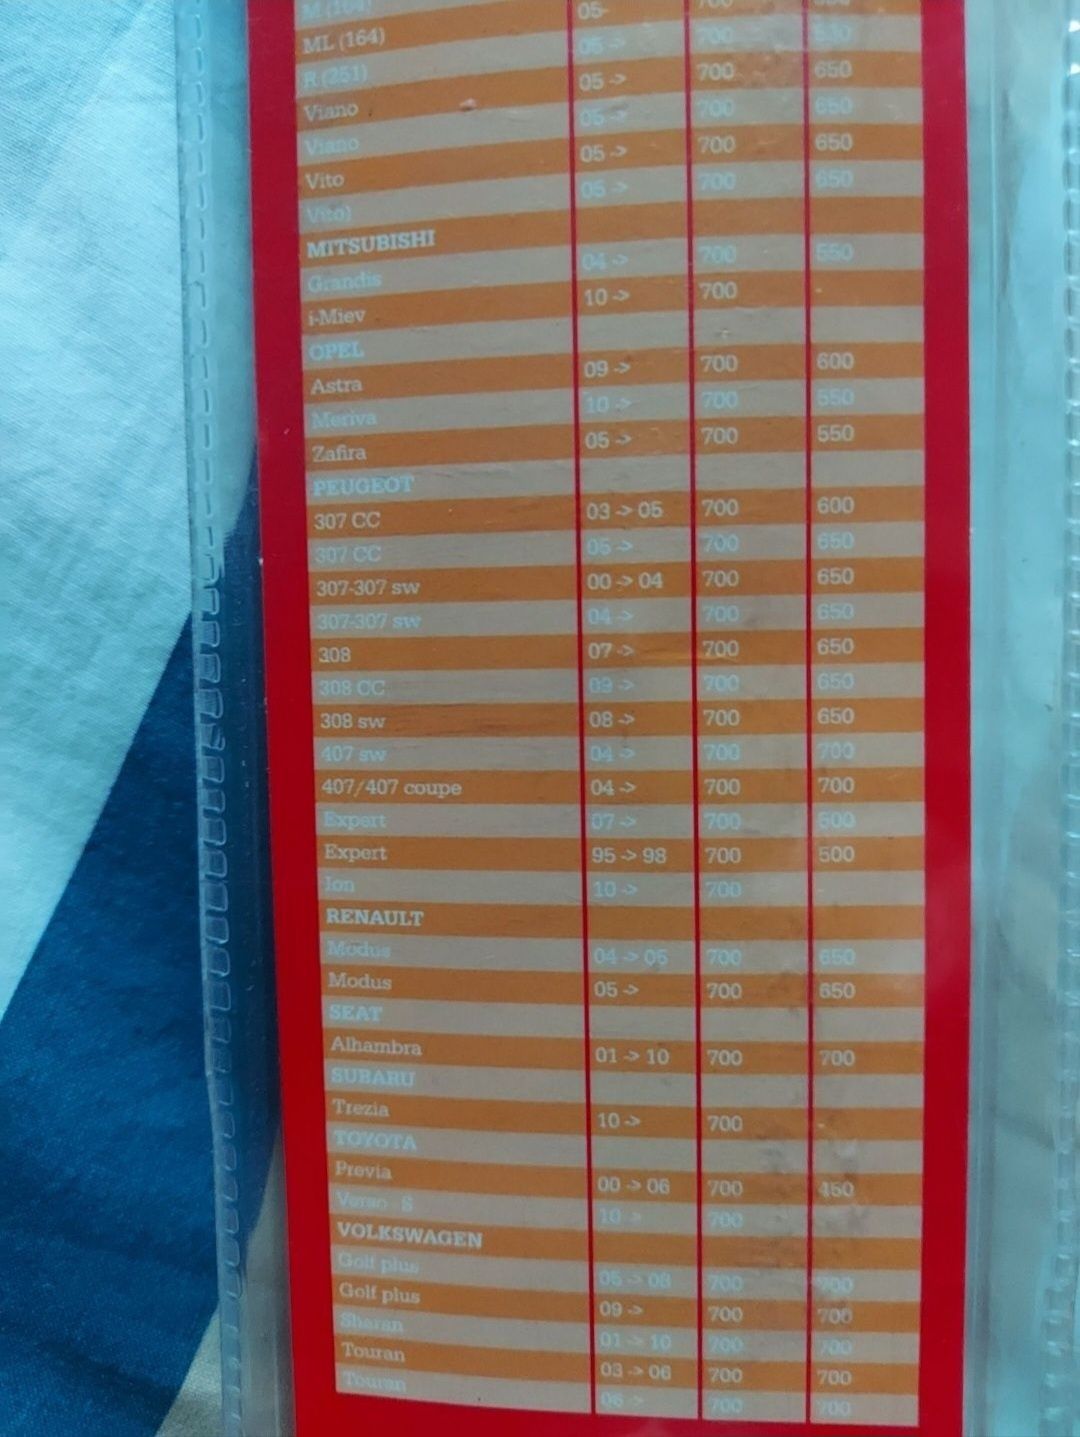 M (164) 05- 700
ML (164) 05 -> 700
R (251) 05 -> 700 650
Viano 05 -> 700 650
Viano 05 -> 700 650
Vito 05 -> 700 650
Vito)
MITSUBISHI
Grandis 04 -> 700 550
i-Miev 10 -> 700
OPEL
Astra 09 -> 700 600
Meriva 10 -> 700 550
Zafira 05 -> 700 550
PEUGEOT
307 CC 03 -> 05 700 600
307 CC 05 -> 700 650
307-307 sw 00 -> 04 700 650
307-307 sw 04 -> 700 650
308 07 -> 700 650
308 CC 09 -> 700 650
308 sw 08 -> 700 650
407 sw 04 -> 700 700
407/407 coupe 04 -> 700 700
Expert 07 -> 700 500
Expert 95 -> 98 700 500
Ion 10 -> 700
RENAULT
Modus 04 -> 05 700 650
Modus 05 -> 700 650
SEAT
Alhambra 01 -> 10 700 700
SUBARU
Trezia 10 -> 700
TOYOTA
Previa 00 -> 06 700 450
Verso S 10 -> 700
VOLKSWAGEN
Golf plus 05 -> 08 700 700
Golf plus 09 -> 700 700
Sharan 01 -> 10 700 700
Touran 03 -> 06 700 700
Touran 06 -> 700 700